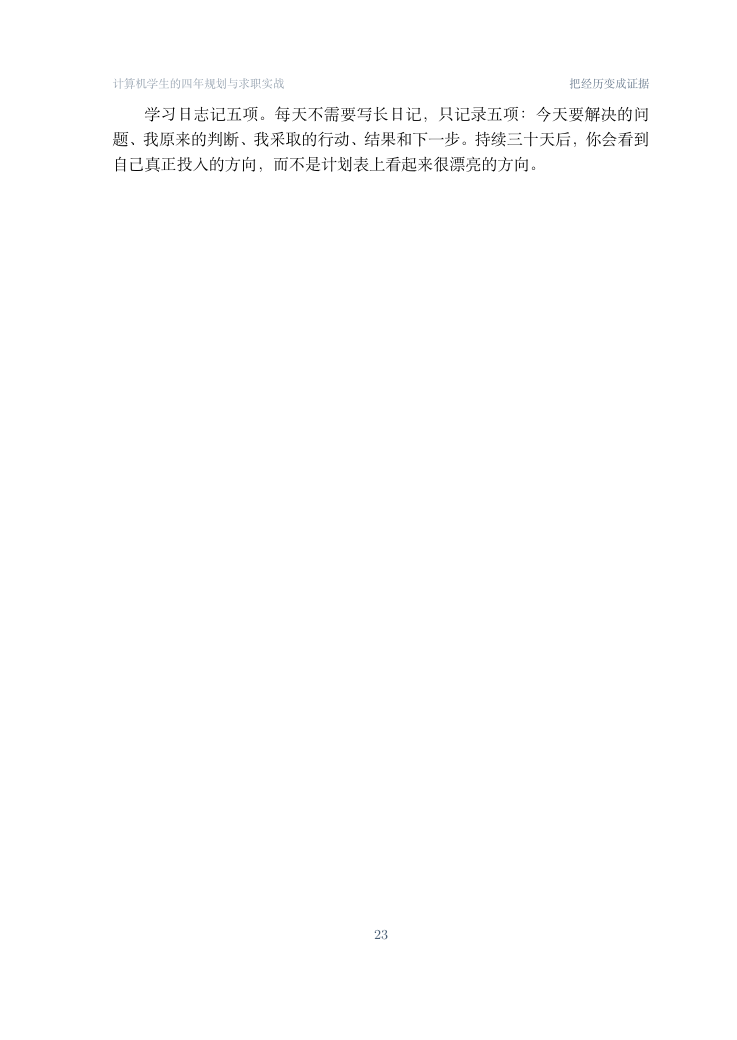 计算机学生的四年规划与求职实战 把经历变成证据
学习日志记五项。每天不需要写长日记，只记录五项：今天要解决的问
题、我原来的判断、我采取的行动、结果和下一步。持续三十天后，你会看到
自己真正投入的方向，而不是计划表上看起来很漂亮的方向。
23